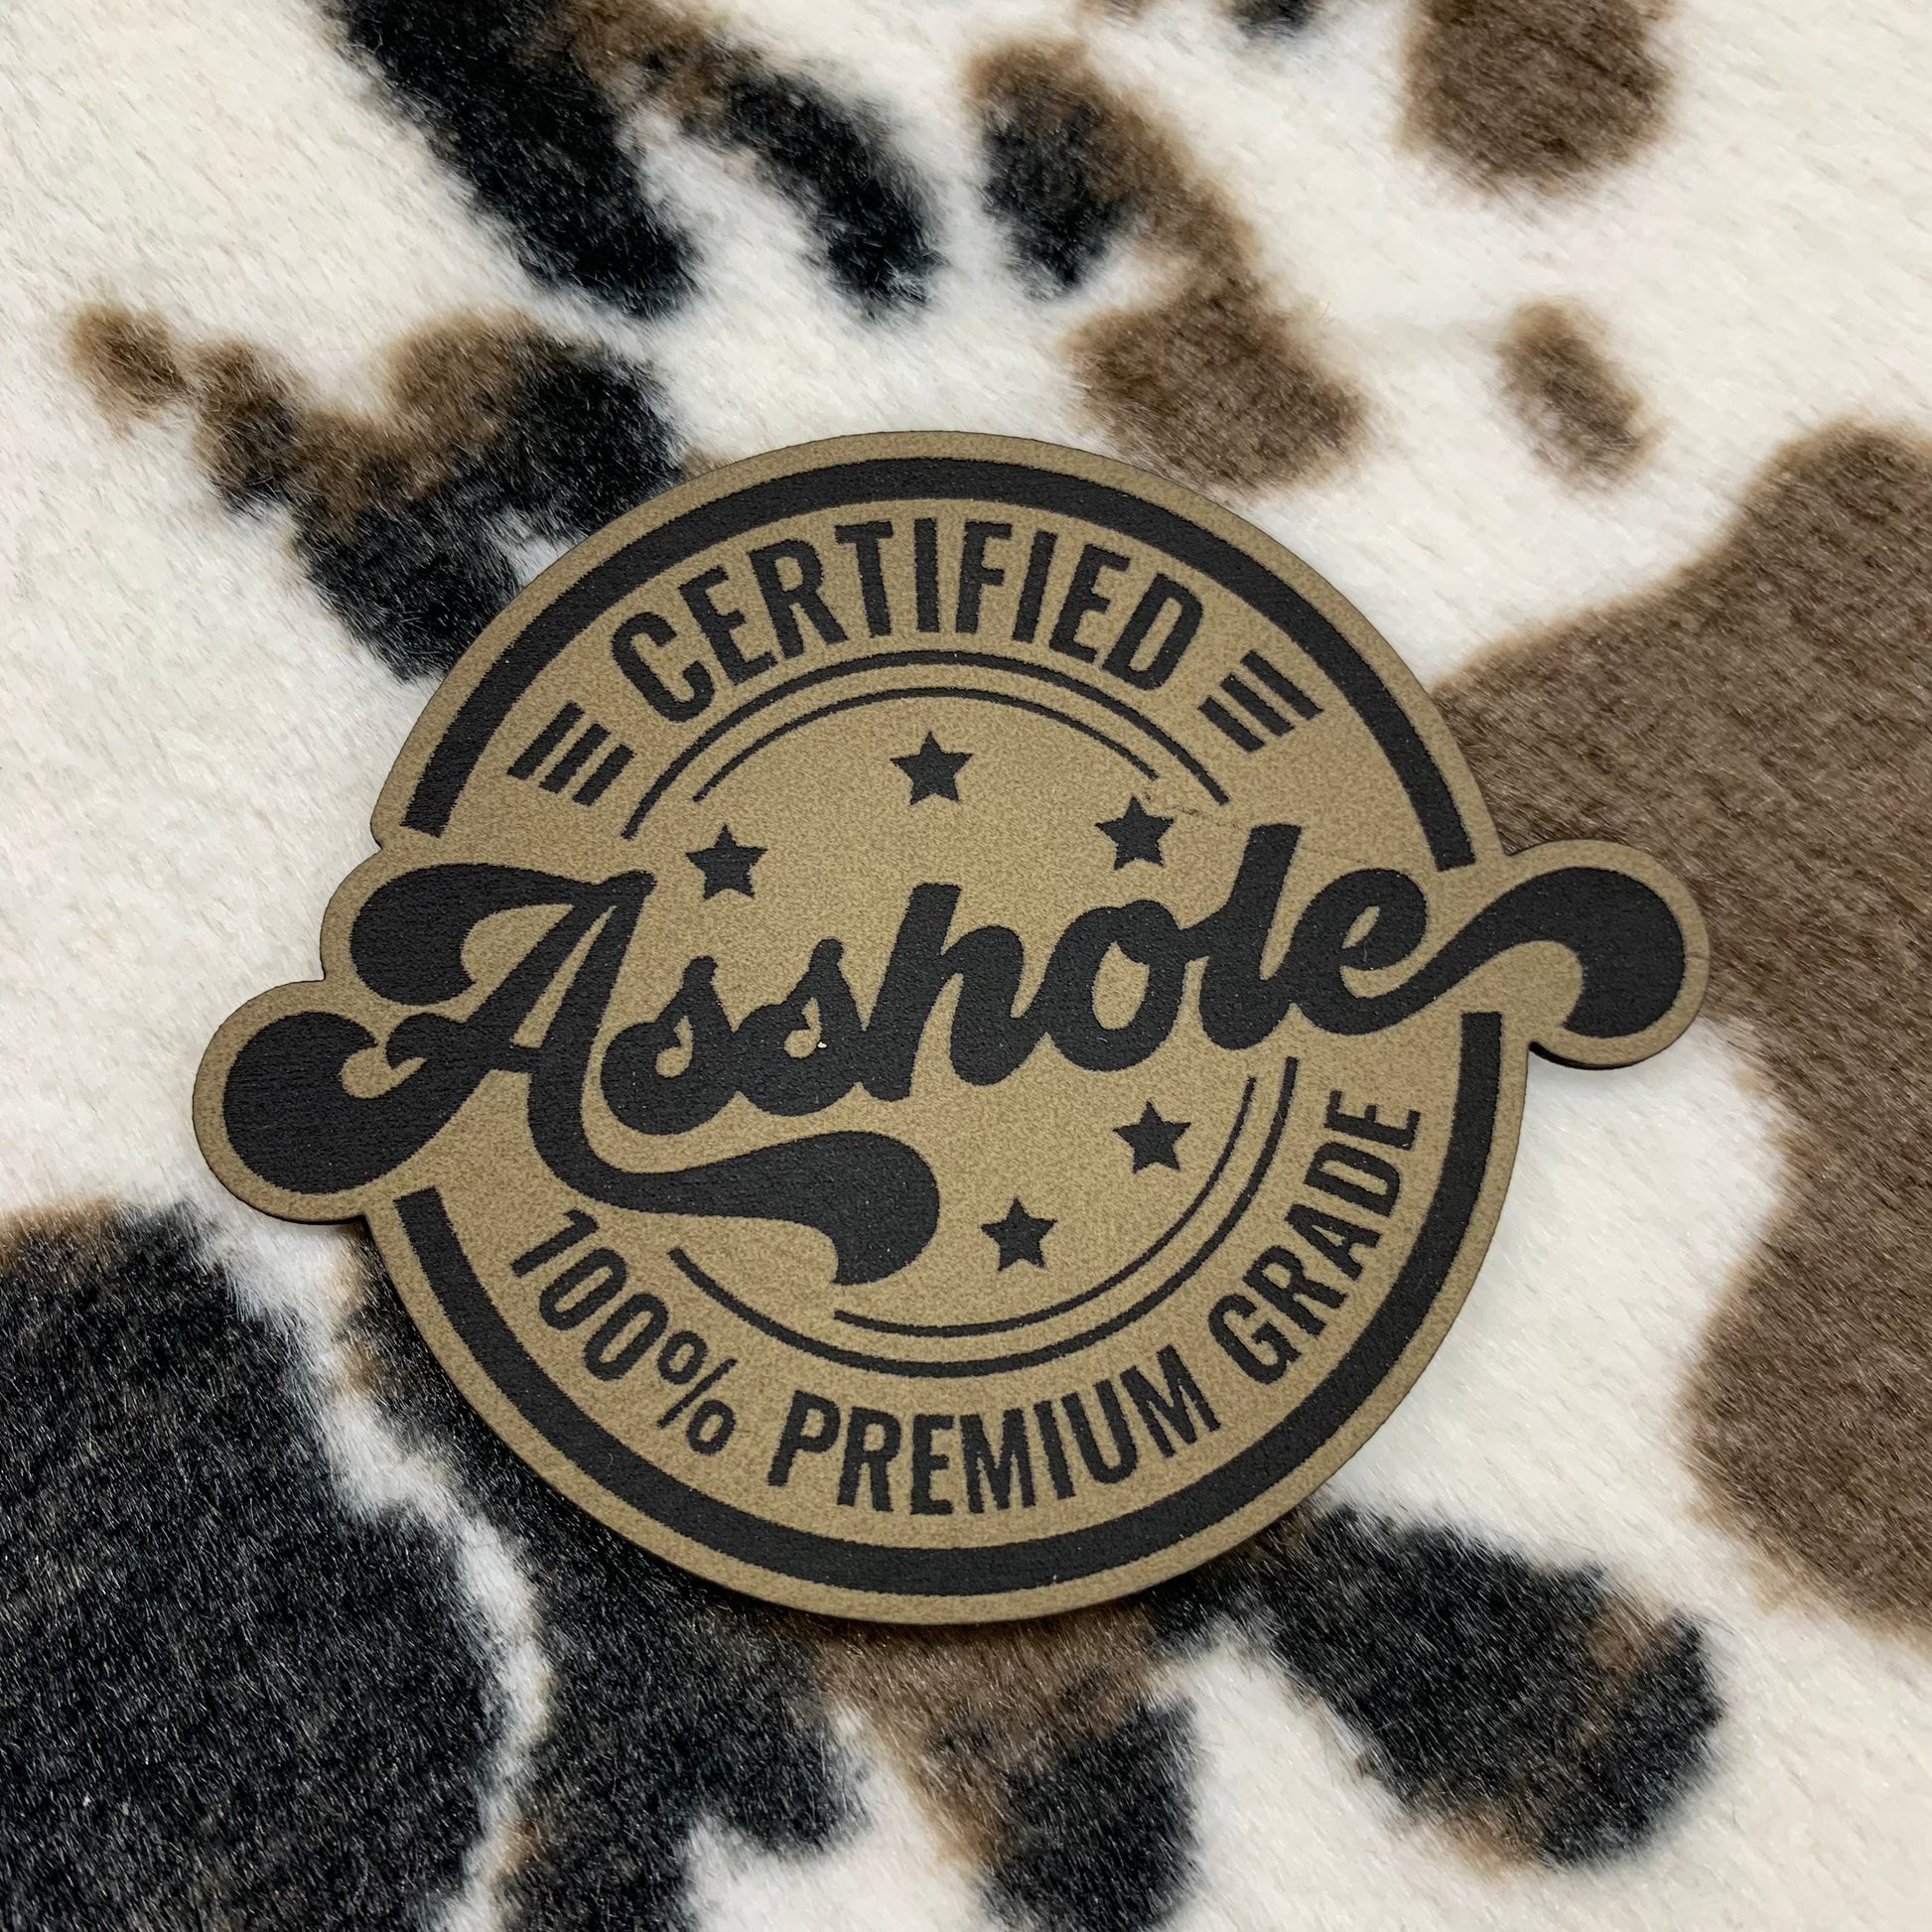 CERTIFIED
Asshole
100% PREMIUM GRADE